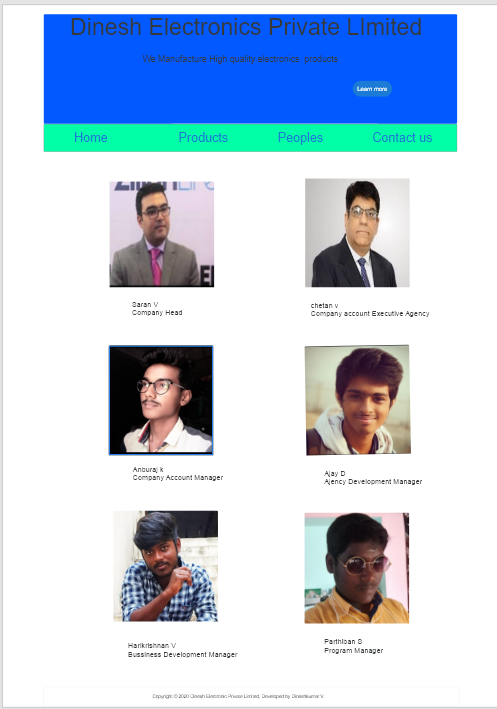 Dinesh Electronics Private LImited
We Manufacture High quality electronics products
Learn more
Home Products Peoples Contact us
Saran V
Company Head
chetan v
Company account Executive Agency
Anburaj k
Company Account Manager
Ajay D
Ajency Development Manager
Harikrishnan V
Bussiness Development Manager
Parthiban S
Program Manager
Copyright © 2020 Dinesh Electronic Private Limited, Developed by Dineshkumar V.